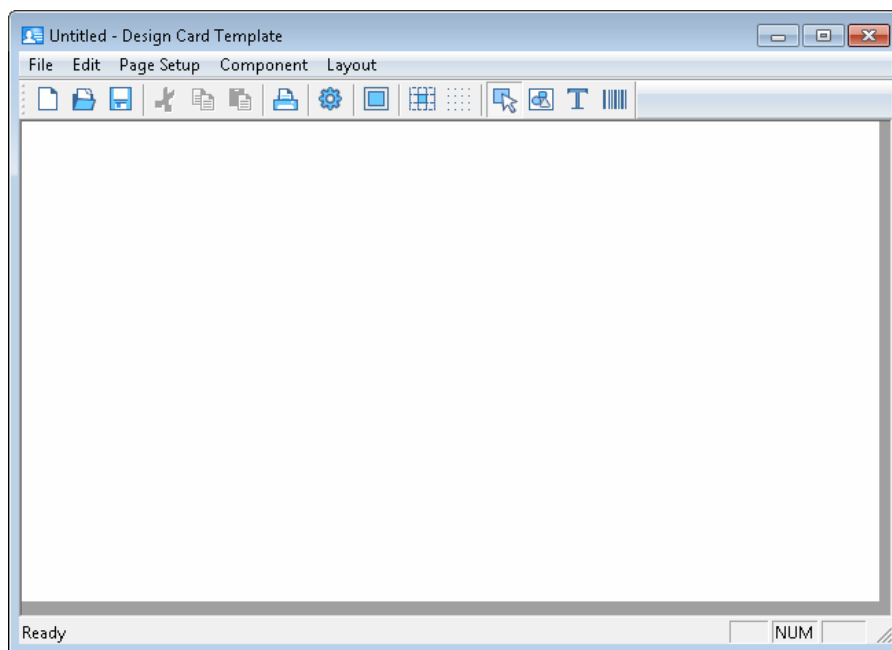 Untitled - Design Card Template
File Edit Page Setup Component Layout
T
Ready NUM